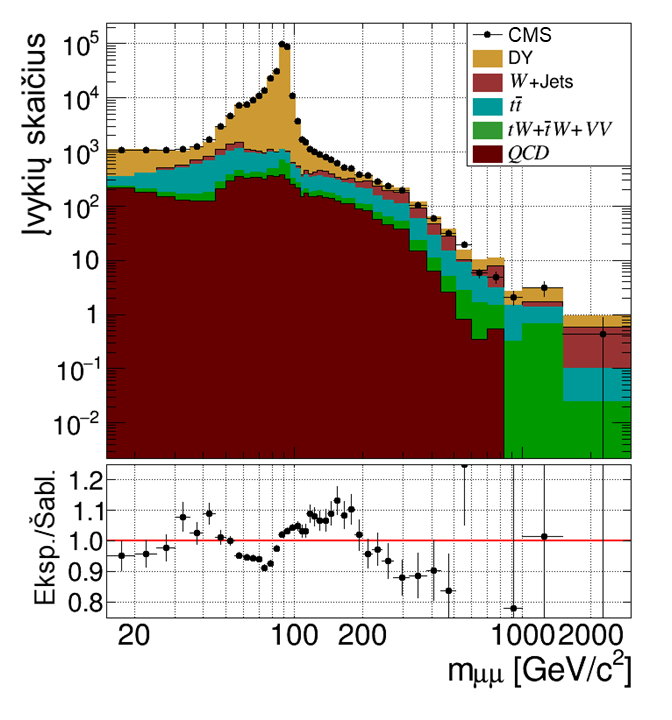 Įvykių skaičius
10⁵
10⁴
10³
10²
10
1
10⁻¹
10⁻²
CMS
DY
W+Jets
tt̄
tW+t̄W+VV
QCD
Eksp./Šabl.
1.2
1.1
1.0
0.9
0.8
20 100 200 1000 2000
mμμ [GeV/c²]